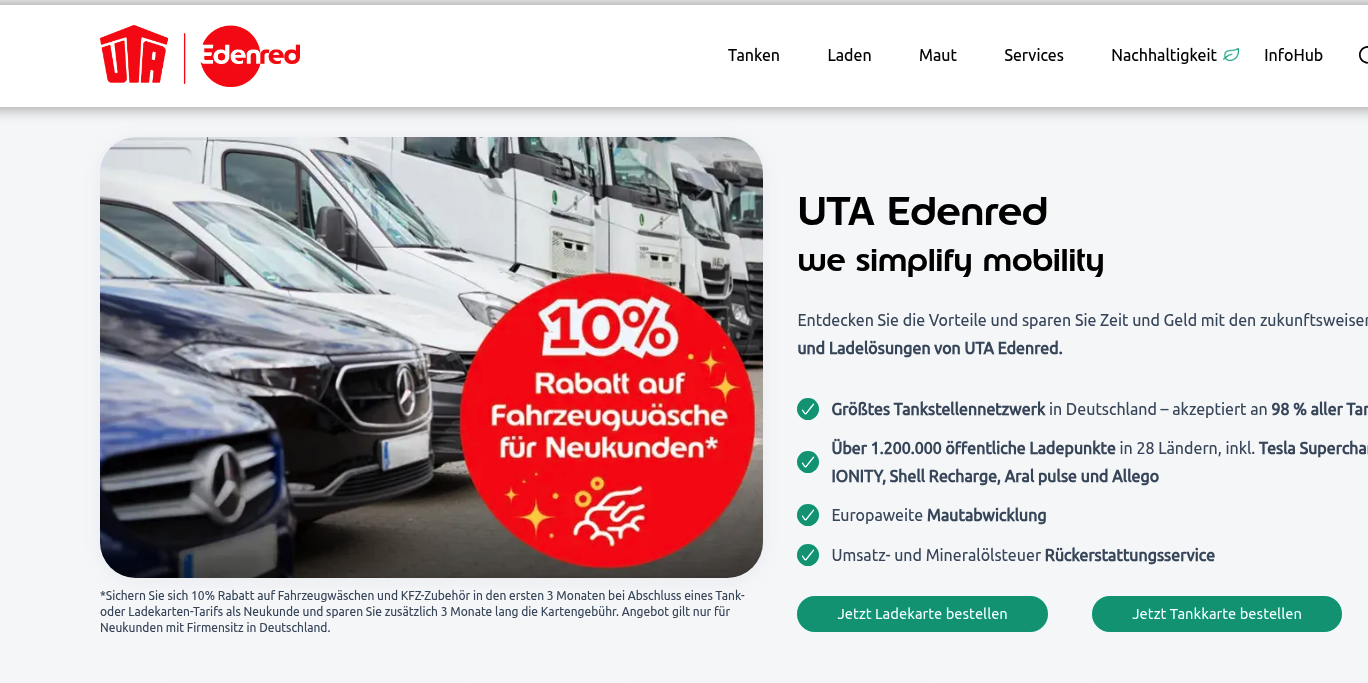 UTA Edenred
Tanken Laden Maut Services Nachhaltigkeit InfoHub
10%
Rabatt auf
Fahrzeugwäsche
für Neukunden*
*Sichern Sie sich 10% Rabatt auf Fahrzeugwäschen und KFZ-Zubehör in den ersten 3 Monaten bei Abschluss eines Tank-
oder Ladekarten-Tarifs als Neukunde und sparen Sie zusätzlich 3 Monate lang die Kartengebühr. Angebot gilt nur für
Neukunden mit Firmensitz in Deutschland.
UTA Edenred
we simplify mobility
Entdecken Sie die Vorteile und sparen Sie Zeit und Geld mit den
und Ladelösungen von UTA Edenred.
Größtes Tankstellennetzwerk in Deutschland – akzeptiert an 98 % aller
Über 1.200.000 öffentliche Ladepunkte in 28 Ländern, inkl. Tesla
IONITY, Shell Recharge, Aral pulse und Allego
Europaweite Mautabwicklung
Umsatz- und Mineralölsteuer Rückerstattungsservice
Jetzt Ladekarte bestellen
Jetzt Tankkarte bestellen